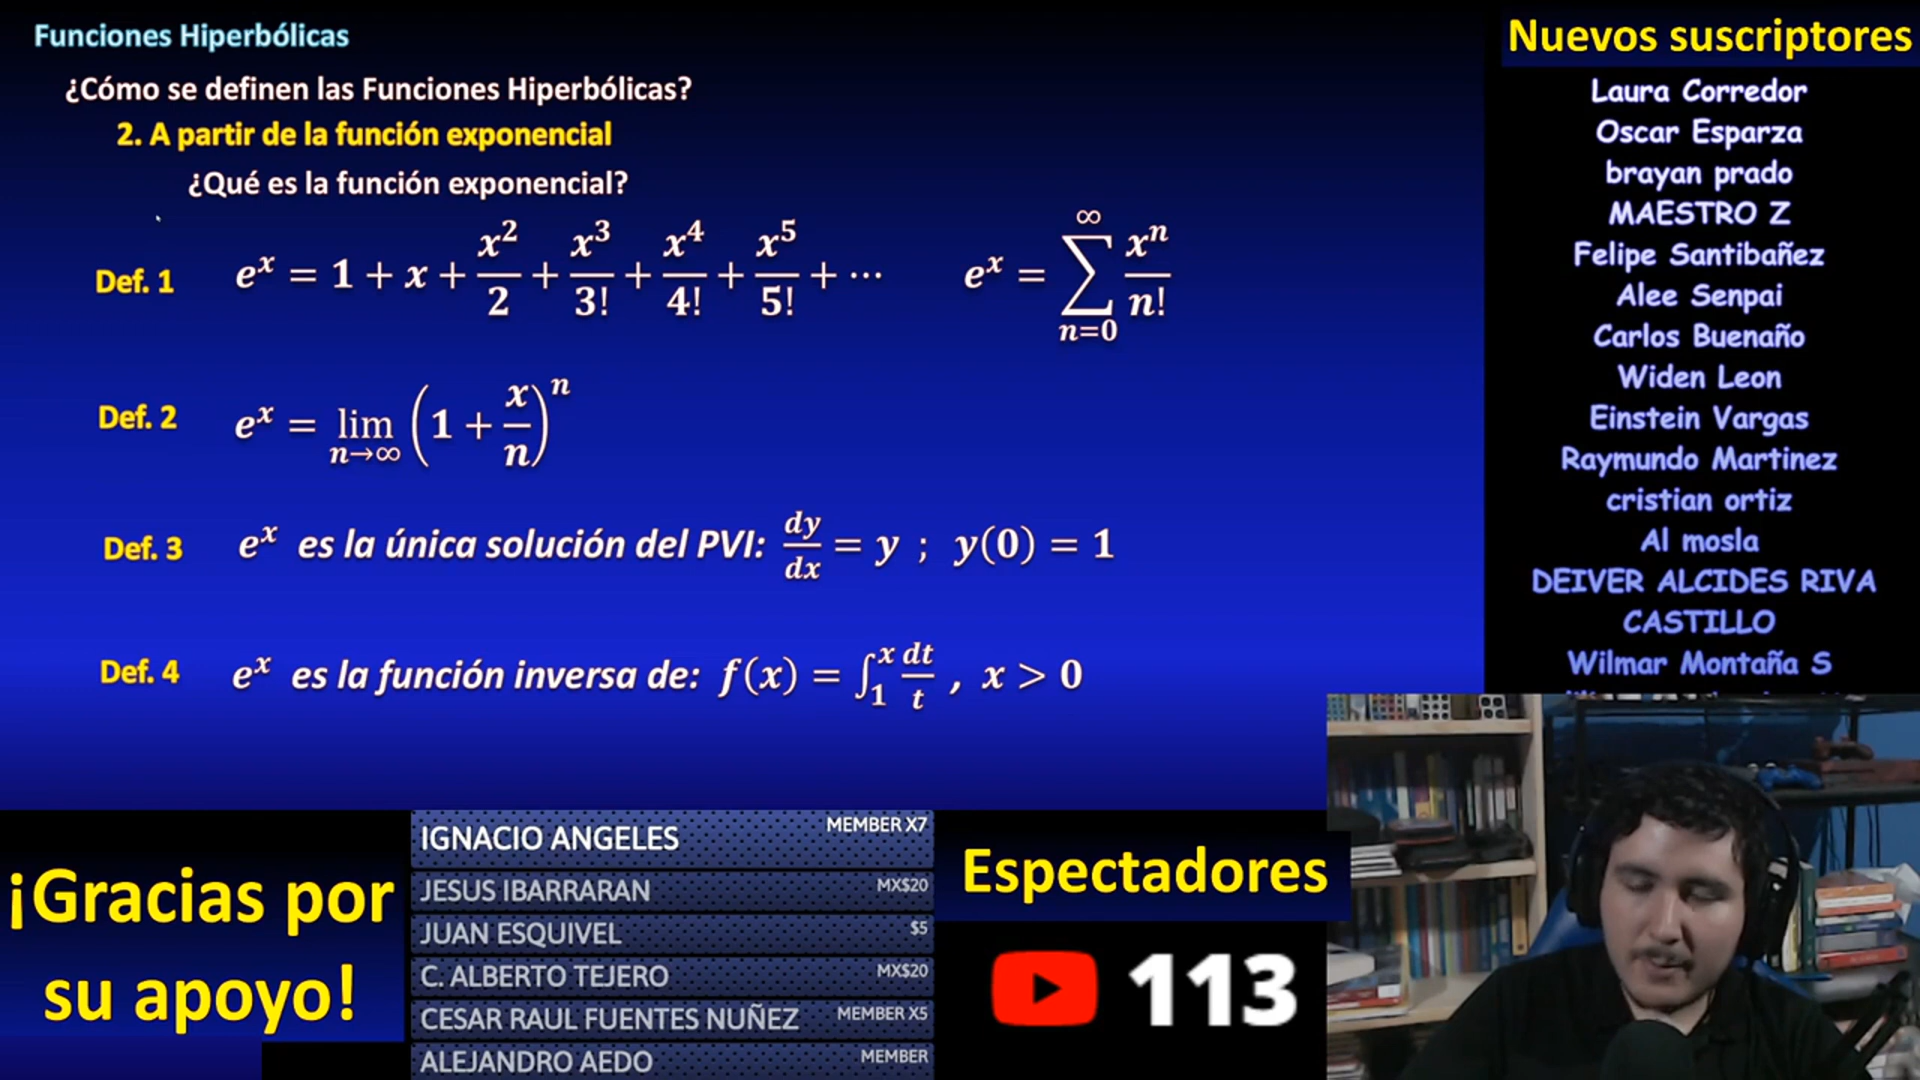 Funciones Hiperbólicas
¿Cómo se definen las Funciones Hiperbólicas?
2. A partir de la función exponencial
¿Qué es la función exponencial?
Def. 1 e^x = 1 + x + x^2/2 + x^3/3! + x^4/4! + x^5/5! + ⋯ e^x = ∑_{n=0}^{∞} x^n/n!
Def. 2 e^x = lim_{n→∞} (1 + x/n)^n
Def. 3 e^x es la única solución del PVI: dy/dx = y ; y(0) = 1
Def. 4 e^x es la función inversa de: f(x) = ∫_1^x dt/t , x > 0
Nuevos suscriptores
Laura Corredor
Oscar Esparza
brayan prado
MAESTRO Z
Felipe Santibañez
Alee Senpai
Carlos Buenaño
Widen Leon
Einstein Vargas
Raymundo Martinez
cristian ortiz
Al mosla
DEIVER ALCIDES RIVA
CASTILLO
Wilmar Montaña S
¡Gracias por
su apoyo!
IGNACIO ANGELES MEMBER X7
JESUS IBARRARAN MX$20
JUAN ESQUIVEL $5
C. ALBERTO TEJERO MX$20
CESAR RAUL FUENTES NUÑEZ MEMBER X5
ALEJANDRO AEDO MEMBER
Espectadores
113